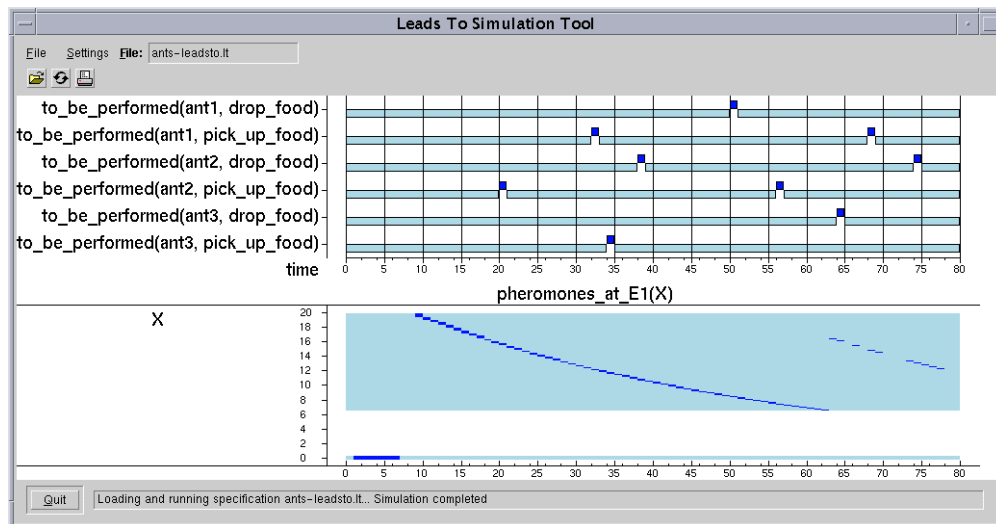 Leads To Simulation Tool
File Settings File: ants-leadsto.lt
to_be_performed(ant1, drop_food)
to_be_performed(ant1, pick_up_food)
to_be_performed(ant2, drop_food)
to_be_performed(ant2, pick_up_food)
to_be_performed(ant3, drop_food)
to_be_performed(ant3, pick_up_food)
time 0 5 10 15 20 25 30 35 40 45 50 55 60 65 70 75 80
pheromones_at_E1(X)
X
20
18
16
14
12
10
8
6
4
2
0
0 5 10 15 20 25 30 35 40 45 50 55 60 65 70 75 80
Quit Loading and running specification ants-leadsto.lt... Simulation completed